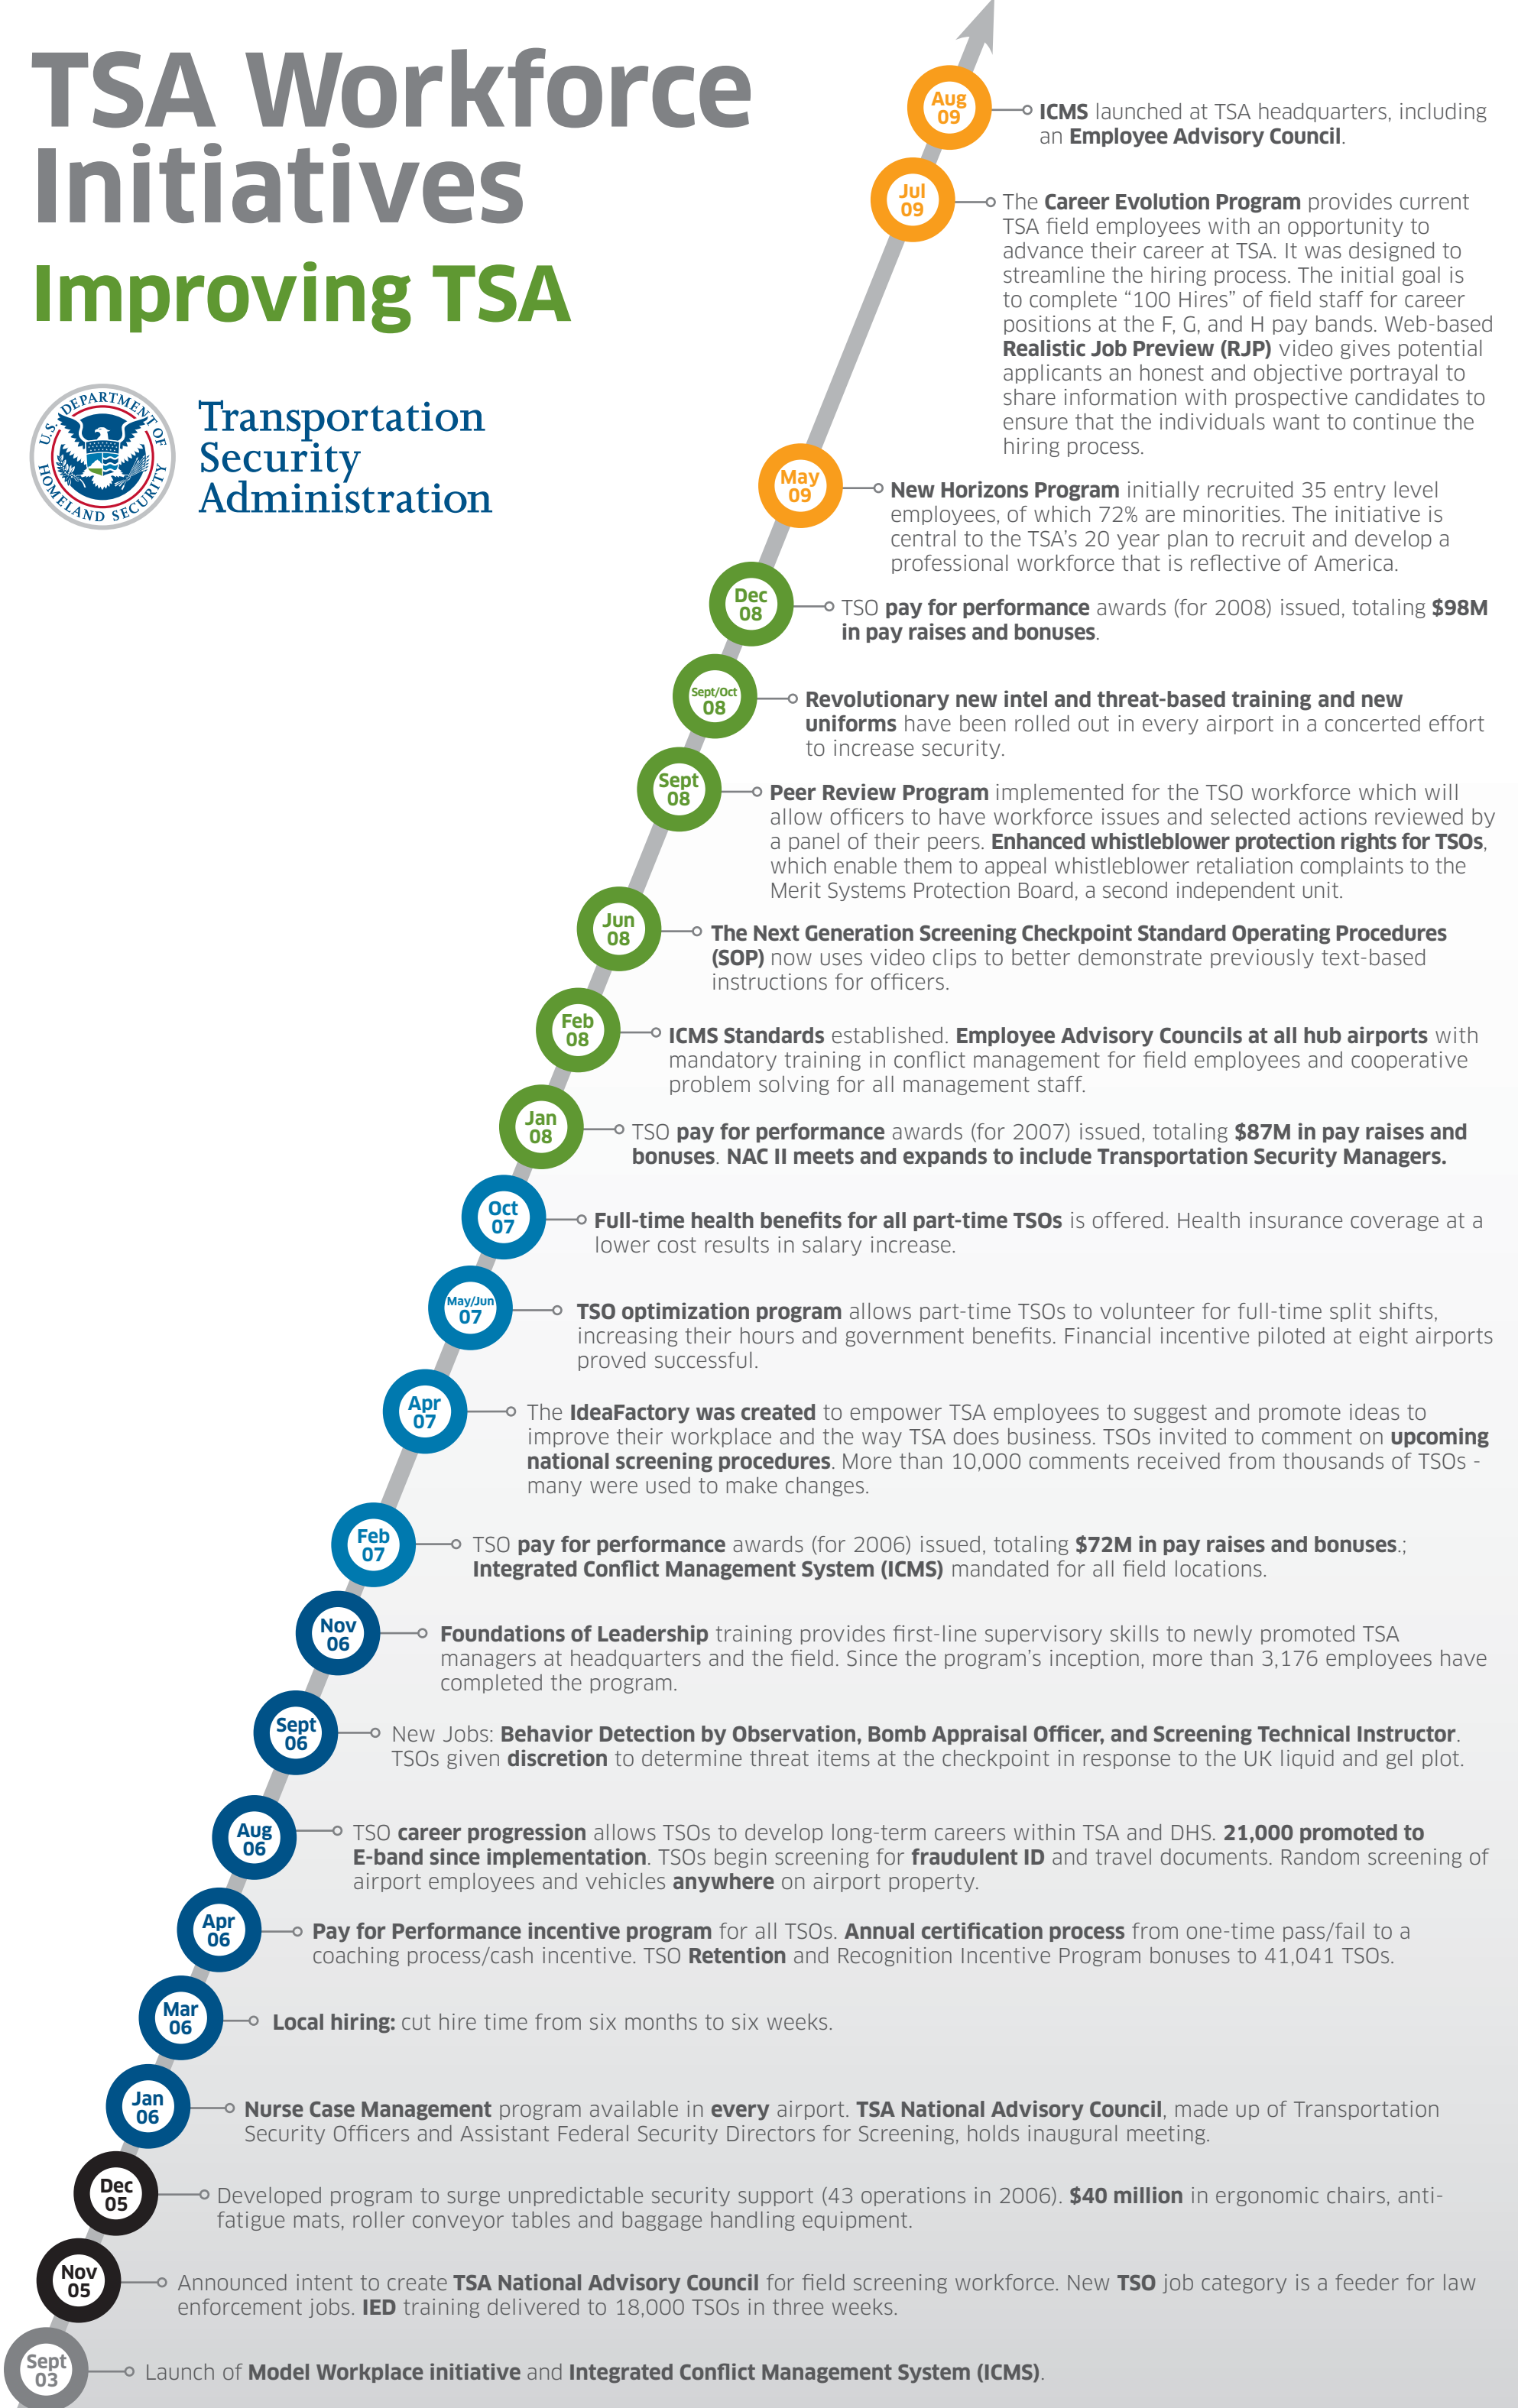 TSA Workforce
Initiatives
Improving TSA
U.S. DEPARTMENT OF
HOMELAND SECURITY
Transportation
Security
Administration
Aug
09
ICMS launched at TSA headquarters, including
an Employee Advisory Council.
Jul
09
The Career Evolution Program provides current
TSA field employees with an opportunity to
advance their career at TSA. It was designed to
streamline the hiring process. The initial goal is
to complete “100 Hires” of field staff for career
positions at the F, G, and H pay bands. Web-based
Realistic Job Preview (RJP) video gives potential
applicants an honest and objective portrayal to
share information with prospective candidates to
ensure that the individuals want to continue the
hiring process.
May
09
New Horizons Program initially recruited 35 entry level
employees, of which 72% are minorities. The initiative is
central to the TSA’s 20 year plan to recruit and develop a
professional workforce that is reflective of America.
Dec
08
TSO pay for performance awards (for 2008) issued, totaling $98M
in pay raises and bonuses.
Sept/Oct
08
Revolutionary new intel and threat-based training and new
uniforms have been rolled out in every airport in a concerted effort
to increase security.
Sept
08
Peer Review Program implemented for the TSO workforce which will
allow officers to have workforce issues and selected actions reviewed by
a panel of their peers. Enhanced whistleblower protection rights for TSOs,
which enable them to appeal whistleblower retaliation complaints to the
Merit Systems Protection Board, a second independent unit.
Jun
08
The Next Generation Screening Checkpoint Standard Operating Procedures
(SOP) now uses video clips to better demonstrate previously text-based
instructions for officers.
Feb
08
ICMS Standards established. Employee Advisory Councils at all hub airports with
mandatory training in conflict management for field employees and cooperative
problem solving for all management staff.
Jan
08
TSO pay for performance awards (for 2007) issued, totaling $87M in pay raises and
bonuses. NAC II meets and expands to include Transportation Security Managers.
Oct
07
Full-time health benefits for all part-time TSOs is offered. Health insurance coverage at a
lower cost results in salary increase.
May/Jun
07
TSO optimization program allows part-time TSOs to volunteer for full-time split shifts,
increasing their hours and government benefits. Financial incentive piloted at eight airports
proved successful.
Apr
07
The IdeaFactory was created to empower TSA employees to suggest and promote ideas to
improve their workplace and the way TSA does business. TSOs invited to comment on upcoming
national screening procedures. More than 10,000 comments received from thousands of TSOs -
many were used to make changes.
Feb
07
TSO pay for performance awards (for 2006) issued, totaling $72M in pay raises and bonuses.;
Integrated Conflict Management System (ICMS) mandated for all field locations.
Nov
06
Foundations of Leadership training provides first-line supervisory skills to newly promoted TSA
managers at headquarters and the field. Since the program’s inception, more than 3,176 employees have
completed the program.
Sept
06
New Jobs: Behavior Detection by Observation, Bomb Appraisal Officer, and Screening Technical Instructor.
TSOs given discretion to determine threat items at the checkpoint in response to the UK liquid and gel plot.
Aug
06
TSO career progression allows TSOs to develop long-term careers within TSA and DHS. 21,000 promoted to
E-band since implementation. TSOs begin screening for fraudulent ID and travel documents. Random screening of
airport employees and vehicles anywhere on airport property.
Apr
06
Pay for Performance incentive program for all TSOs. Annual certification process from one-time pass/fail to a
coaching process/cash incentive. TSO Retention and Recognition Incentive Program bonuses to 41,041 TSOs.
Mar
06
Local hiring: cut hire time from six months to six weeks.
Jan
06
Nurse Case Management program available in every airport. TSA National Advisory Council, made up of Transportation
Security Officers and Assistant Federal Security Directors for Screening, holds inaugural meeting.
Dec
05
Developed program to surge unpredictable security support (43 operations in 2006). $40 million in ergonomic chairs, anti-
fatigue mats, roller conveyor tables and baggage handling equipment.
Nov
05
Announced intent to create TSA National Advisory Council for field screening workforce. New TSO job category is a feeder for law
enforcement jobs. IED training delivered to 18,000 TSOs in three weeks.
Sept
03
Launch of Model Workplace initiative and Integrated Conflict Management System (ICMS).